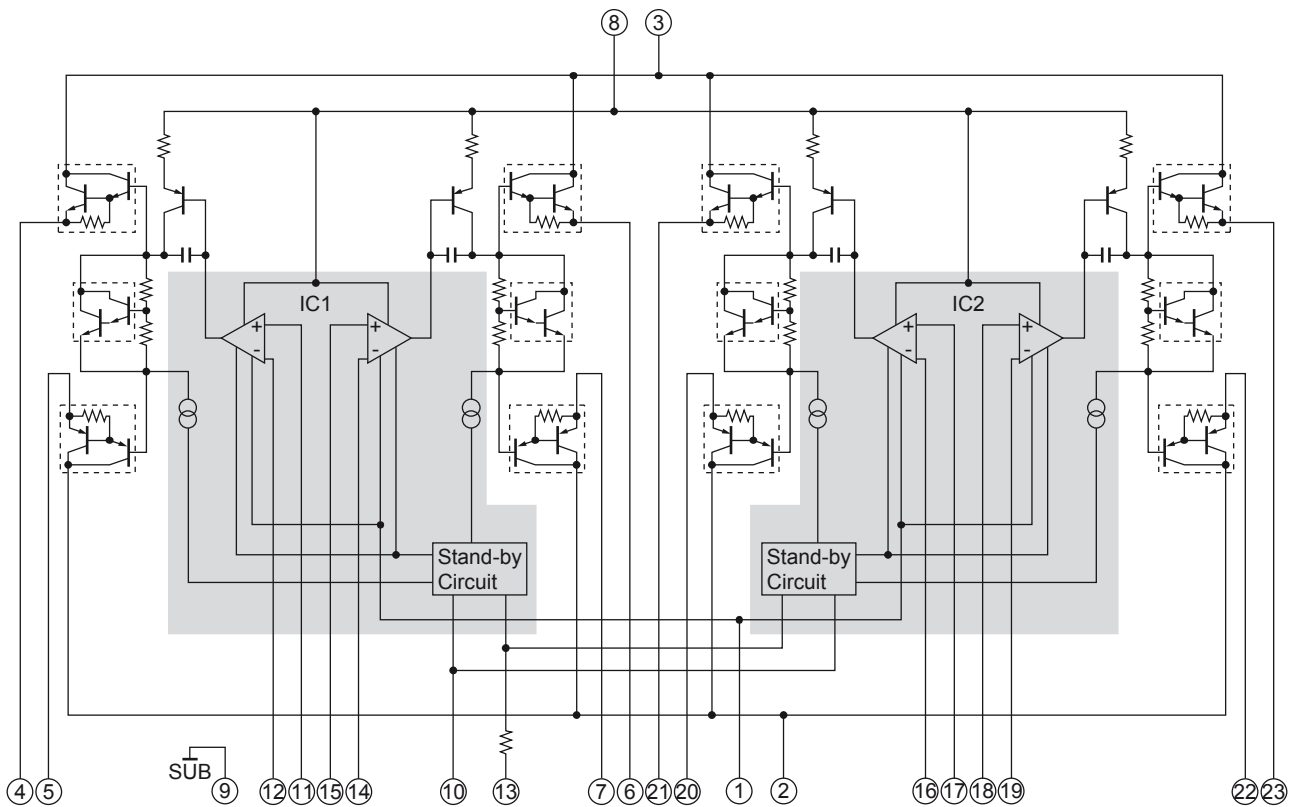 8 3
IC1 IC2
+ + + +
- - - -
Stand-by
Circuit
Stand-by
Circuit
SUB
4 5 9 12 11 15 14 10 13 7 6 21 20 1 2 16 17 18 19 22 23